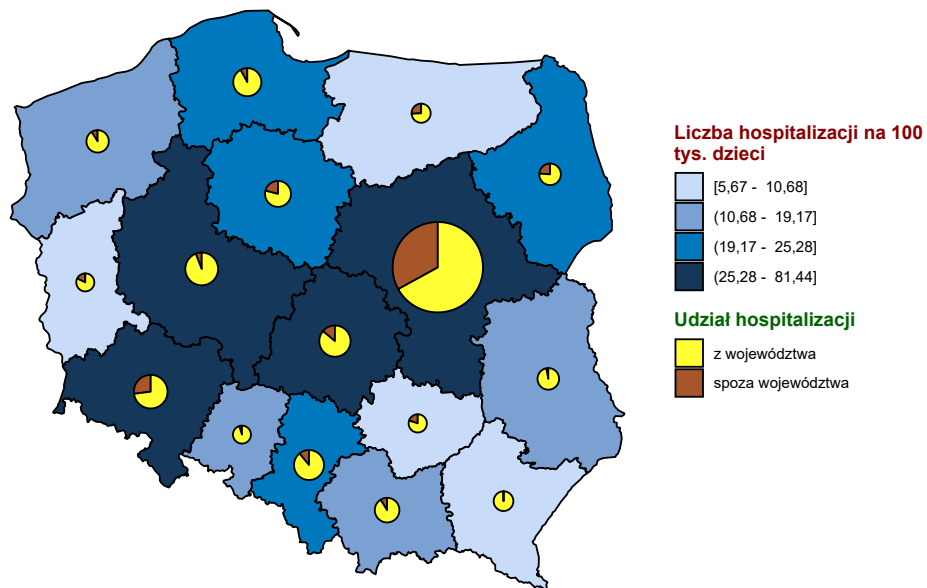 Liczba hospitalizacji na 100
tys. dzieci
[5,67 - 10,68]
(10,68 - 19,17]
(19,17 - 25,28]
(25,28 - 81,44]
Udział hospitalizacji
z województwa
spoza województwa